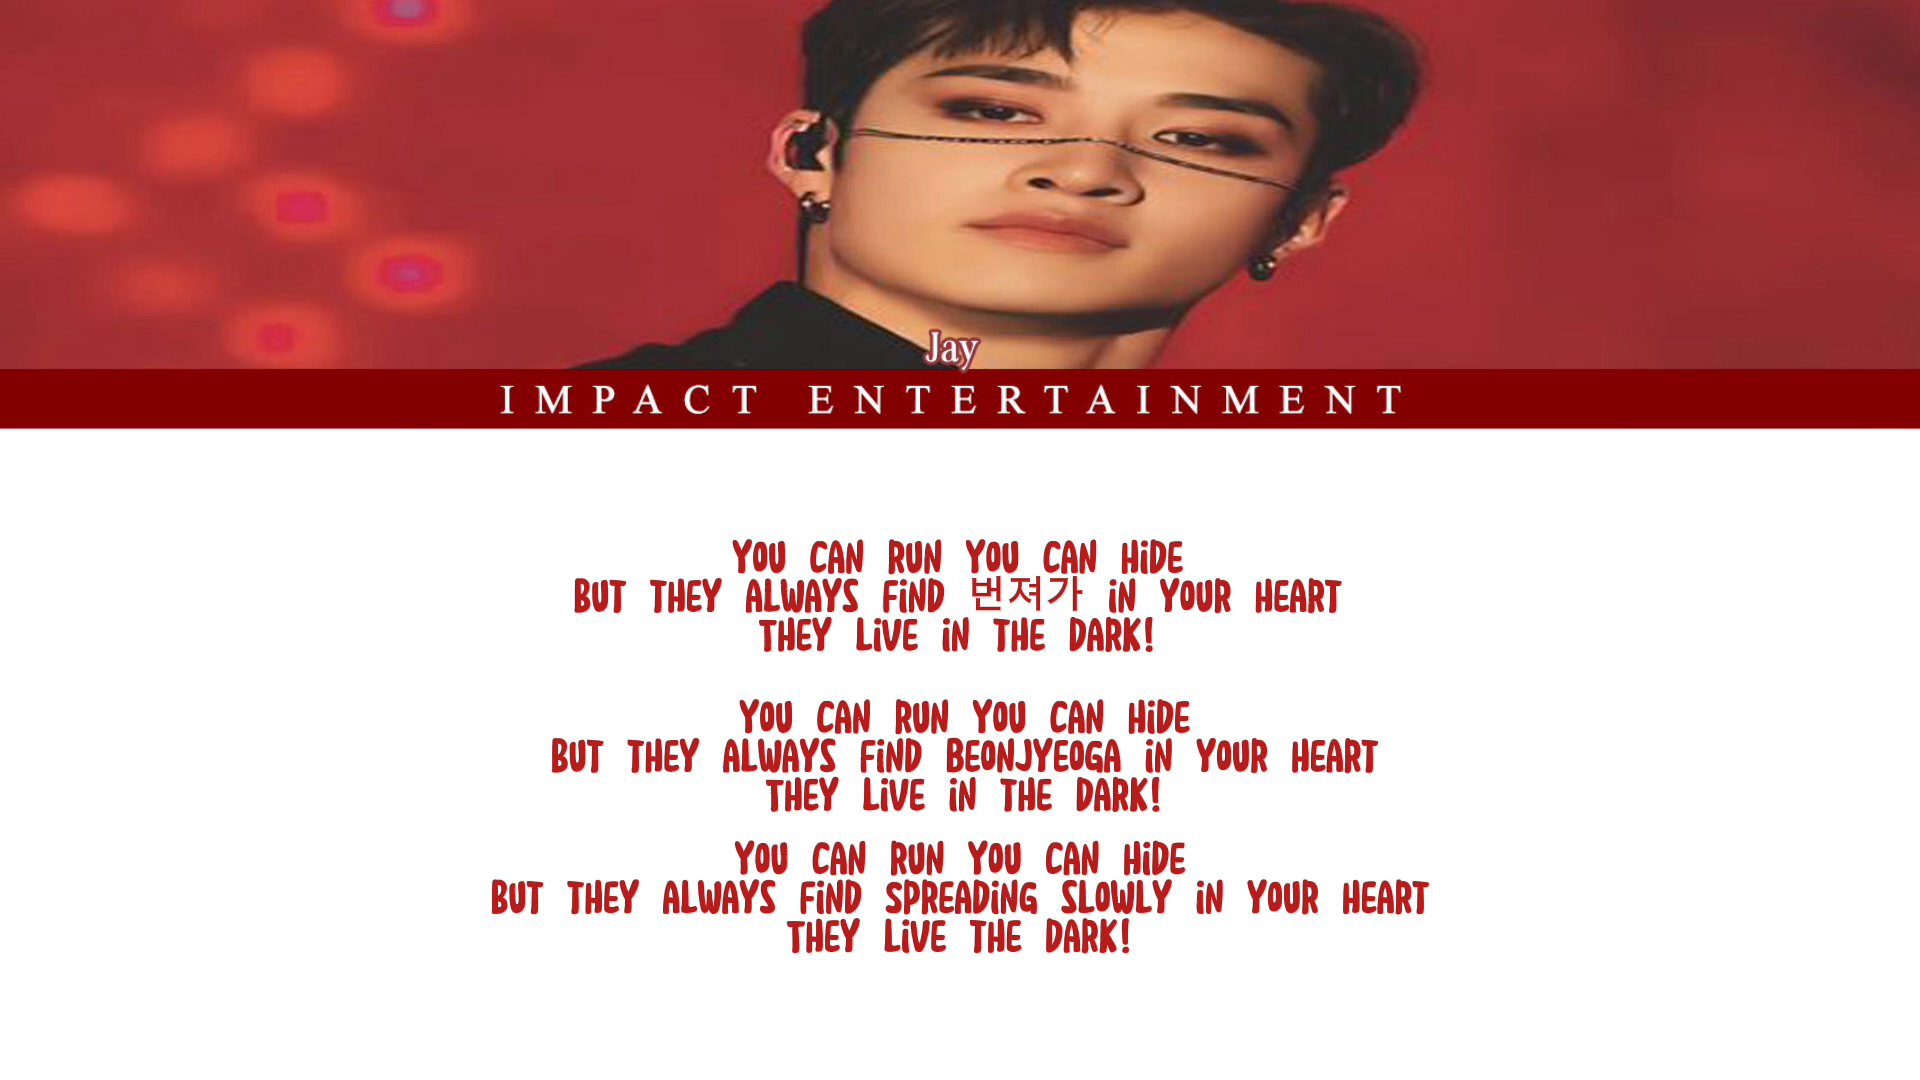 Jay
IMPACT ENTERTAINMENT
YOU CAN RUN YOU CAN HiDE
BUT THEY ALWAYS FiND 번져가 iN YOUR HEART
THEY LiVE iN THE DARK!
YOU CAN RUN YOU CAN HiDE
BUT THEY ALWAYS FiND BEONJYEOGA iN YOUR HEART
THEY LiVE iN THE DARK!
YOU CAN RUN YOU CAN HiDE
BUT THEY ALWAYS FiND SPREADiNG SLOWLY iN YOUR HEART
THEY LiVE THE DARK!